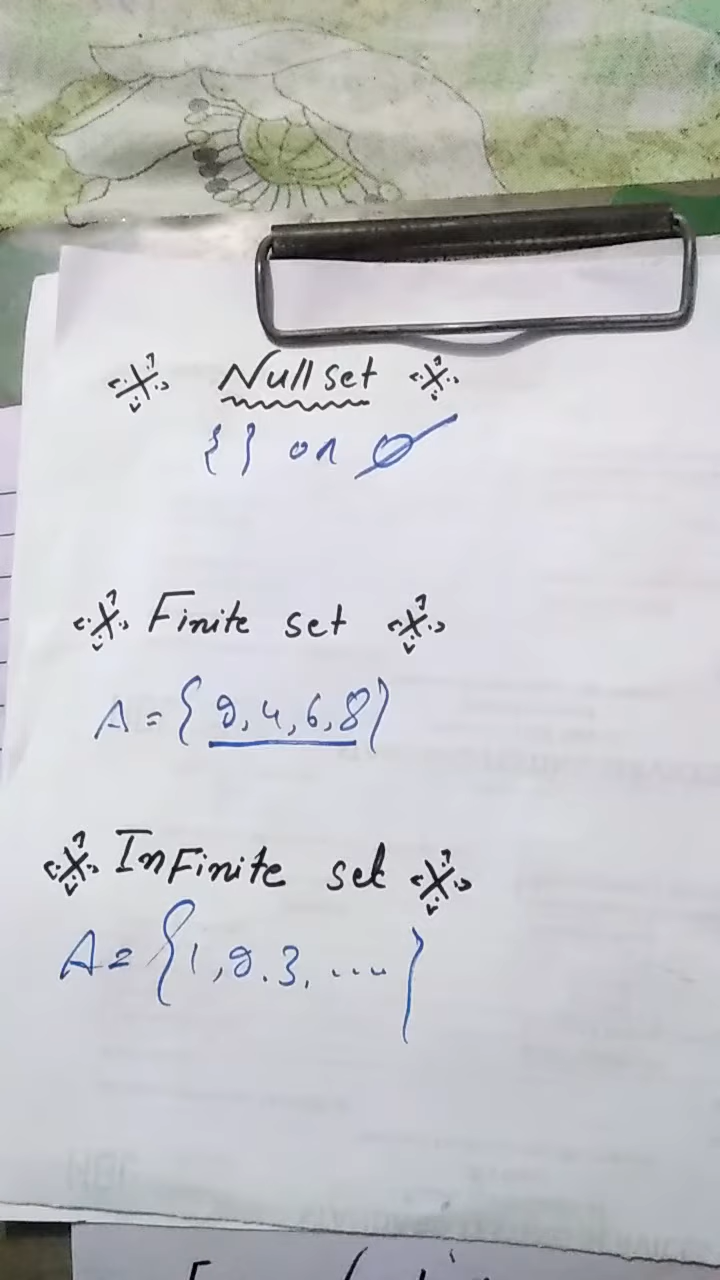 Null set
{ } or ∅
Finite set
A = { 2, 4, 6, 8 }
InFinite set
A = { 1, 2. 3, .... }